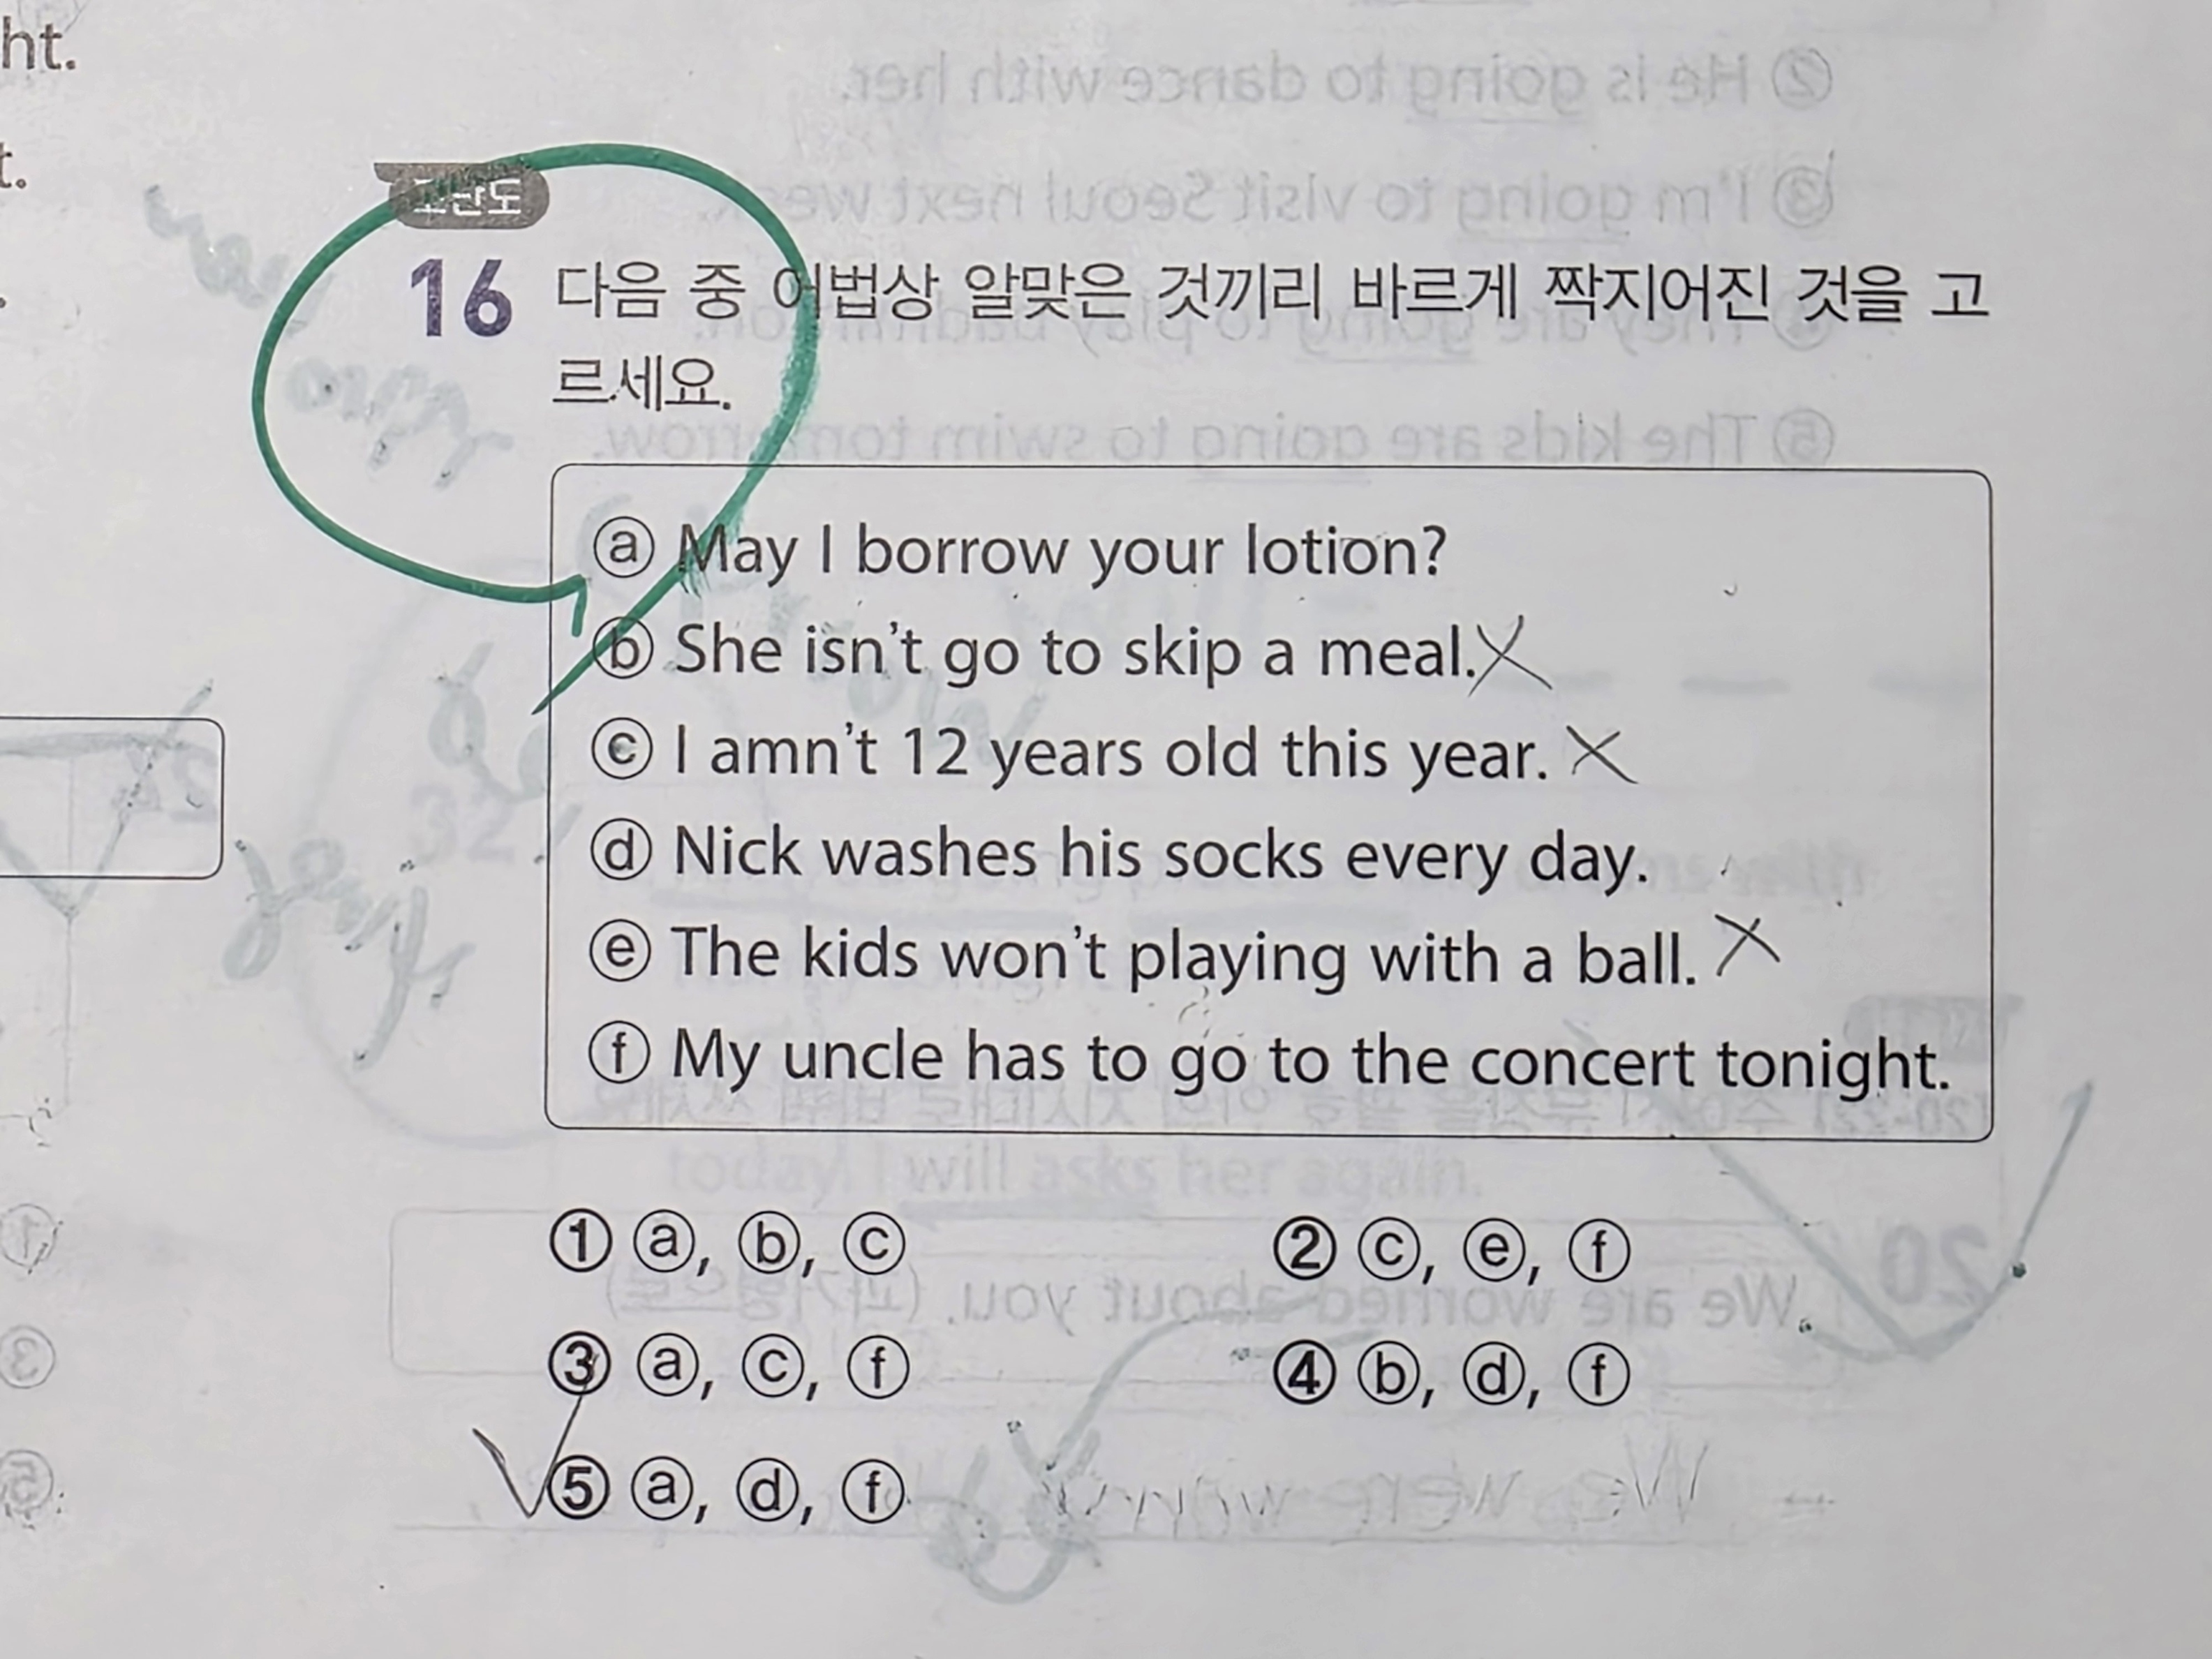 ht.
t.
고난도
16 다음 중 어법상 알맞은 것끼리 바르게 짝지어진 것을 고
르세요.
ⓐ May I borrow your lotion?
ⓑ She isn't go to skip a meal. X
ⓒ I amn't 12 years old this year. X
ⓓ Nick washes his socks every day.
ⓔ The kids won't playing with a ball. X
ⓕ My uncle has to go to the concert tonight.
① ⓐ, ⓑ, ⓒ ② ⓒ, ⓔ, ⓕ
③ ⓐ, ⓒ, ⓕ ④ ⓑ, ⓓ, ⓕ
⑤ ⓐ, ⓓ, ⓕ